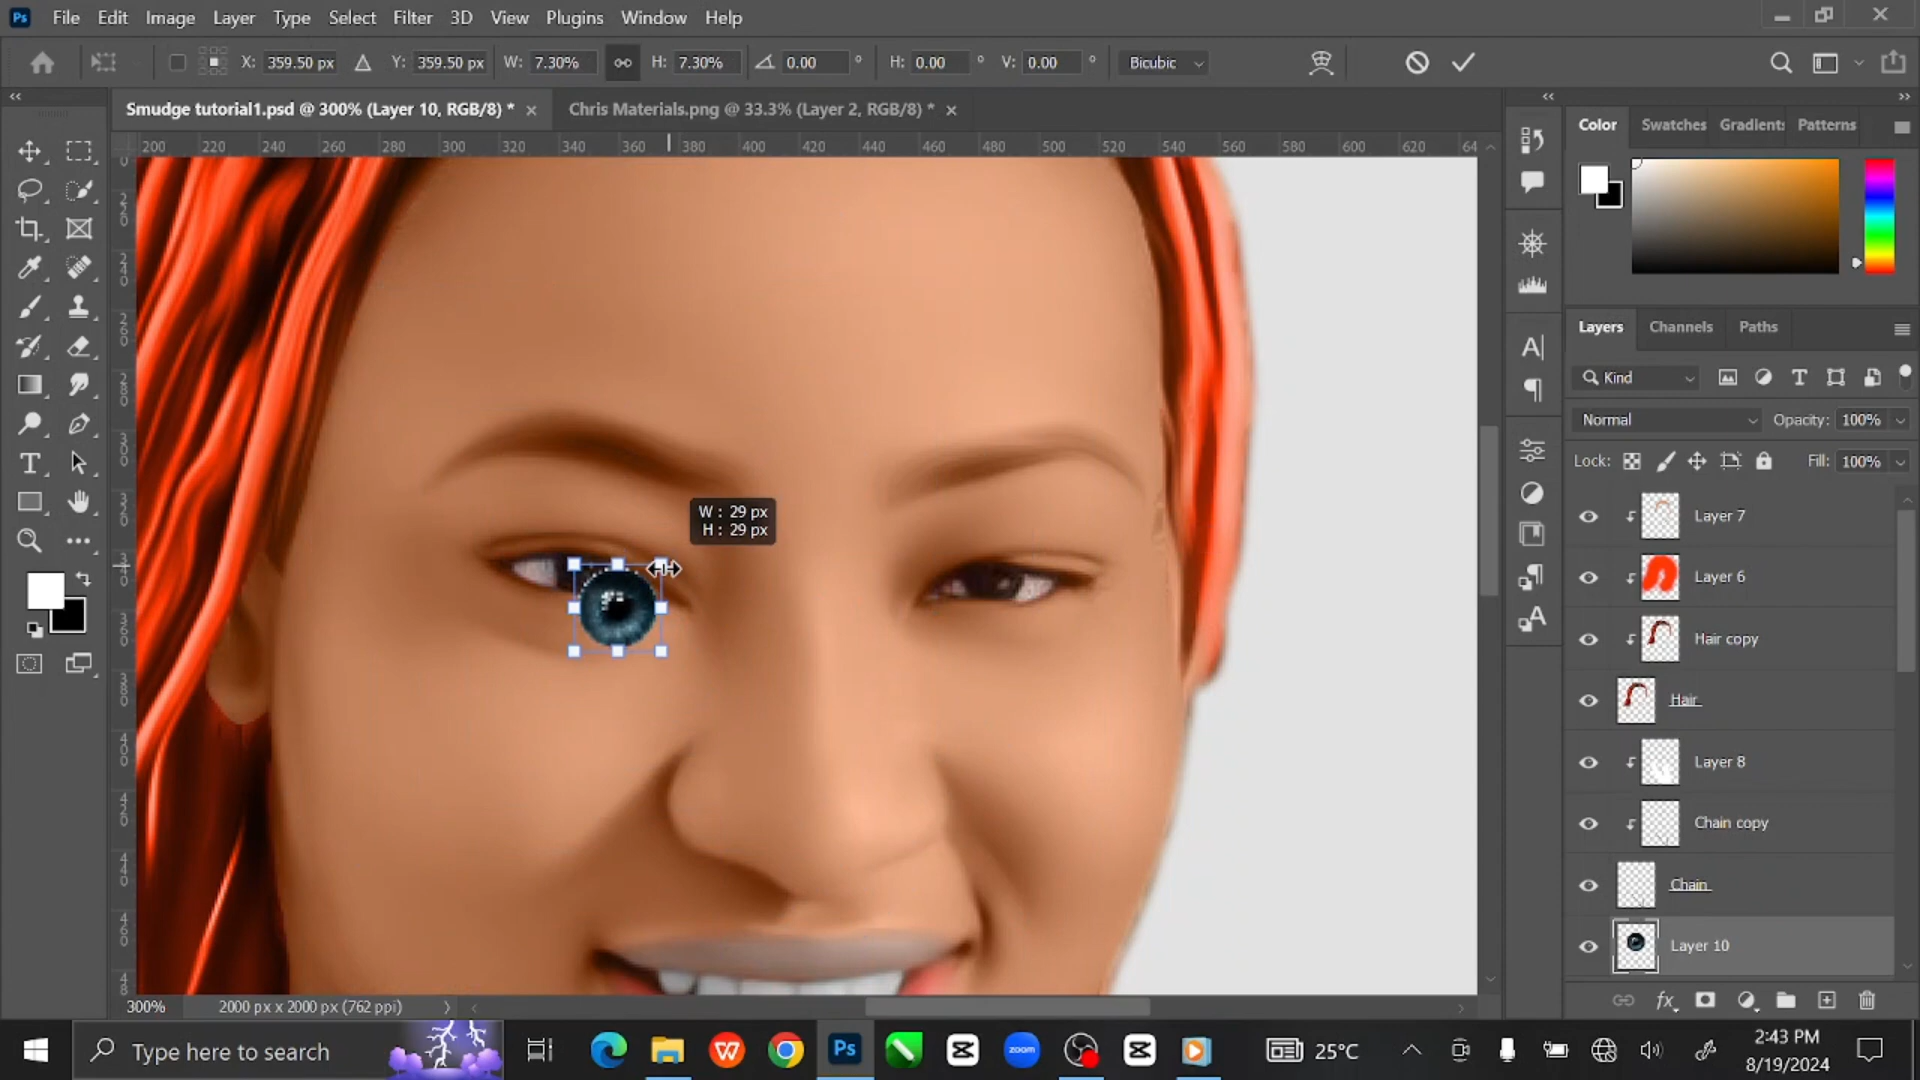 Ps File Edit Image Layer Type Select Filter 3D View Plugins Window Help
X: 359.50 px Y: 359.50 px W: 7.30% H: 7.30% 0.00 ° H: 0.00 ° V: 0.00 ° Bicubic
Smudge tutorial1.psd @ 300% (Layer 10, RGB/8) * × Chris Materials.png @ 33.3% (Layer 2, RGB/8) * ×
200 220 240 260 280 300 320 340 360 380 400 420 440 460 480 500 520 540 560 580 600 620 64
Color Swatches Gradients Patterns
W : 29 px
H : 29 px
Layers Channels Paths
Kind
Normal Opacity: 100%
Lock: Fill: 100%
Layer 7
Layer 6
Hair copy
Hair
Layer 8
Chain copy
Chain
Layer 10
300% 2000 px x 2000 px (762 ppi)
Type here to search
Ps
zoom
25°C
2:43 PM
8/19/2024